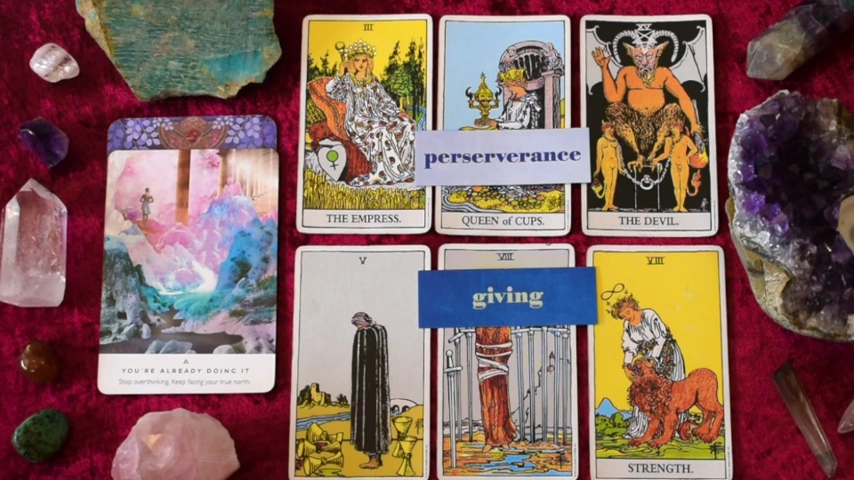 III
XV
THE EMPRESS.
QUEEN of CUPS.
THE DEVIL.
perserverance
YOU'RE ALREADY DOING IT
Stop overthinking. Keep facing your true north.
V
VIII
VIII
giving
STRENGTH.